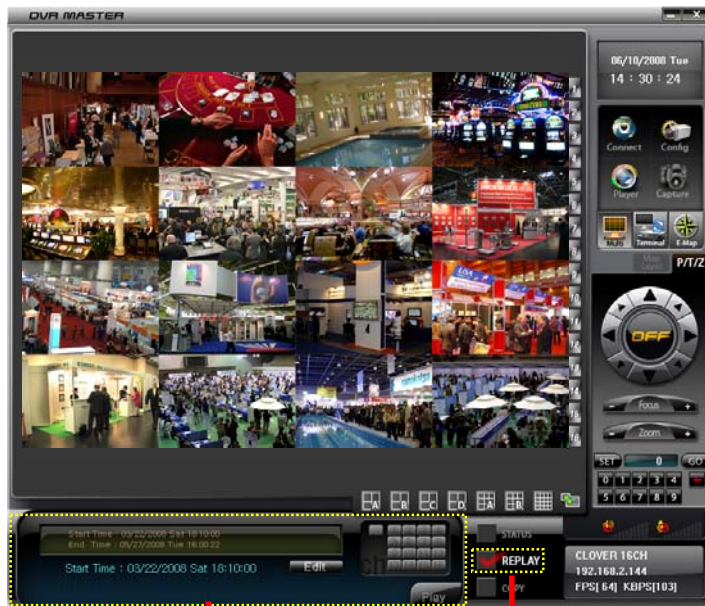 DVR MASTER
06/10/2008 Tue
14 : 30 : 24
Connect
Config
Player
Capture
Multi
Terminal
E-Map
Map Layer
P/T/Z
OFF
- Focus +
- Zoom +
SET 0 GO
0 1 2 3 4
5 6 7 8 9
A B C D A B
Start Time : 03/22/2008 Sat 18:10:00
End Time : 05/27/2008 Tue 16:00:22
Start Time : 03/22/2008 Sat 18:10:00
Edit
ch
Play
STATUS
REPLAY
COPY
CLOVER 16CH
192.168.2.144
FPS[ 64] KBPS[103]